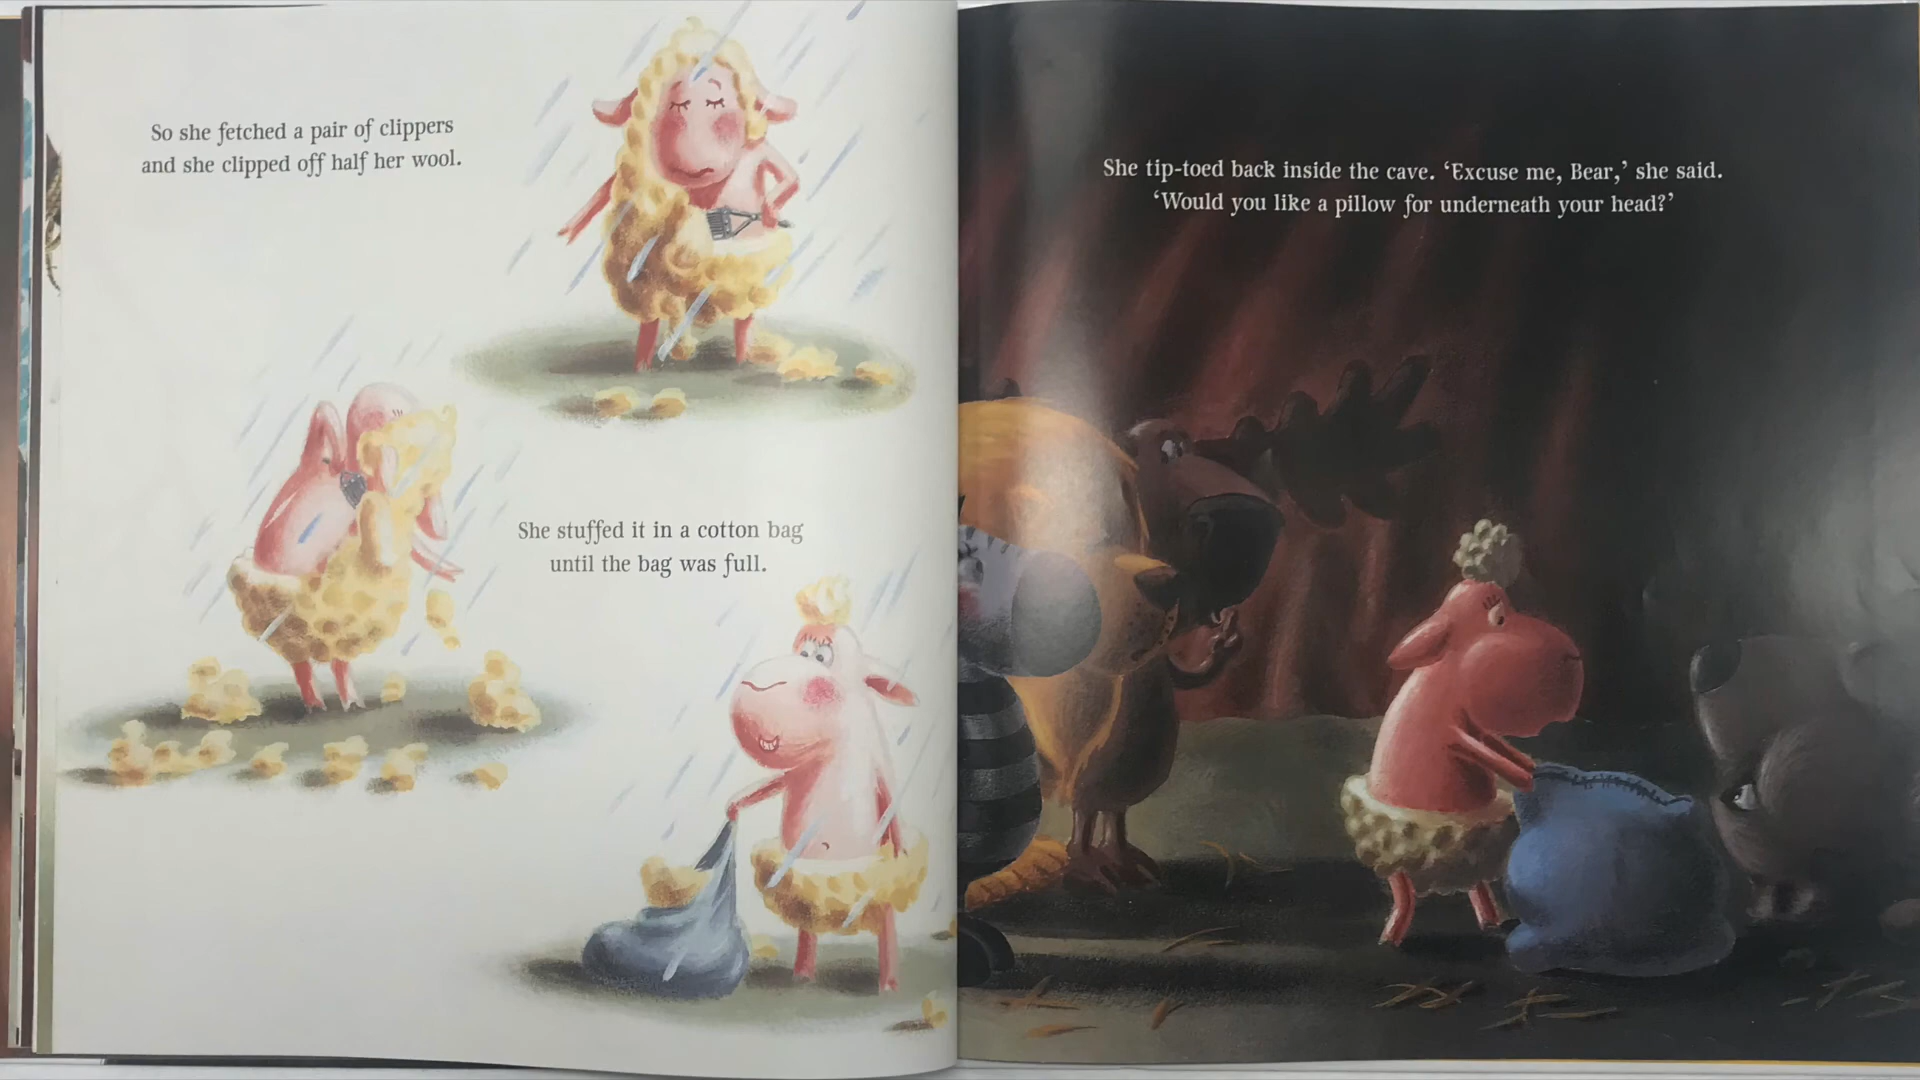 So she fetched a pair of clippers
and she clipped off half her wool.
She stuffed it in a cotton bag
until the bag was full.
She tip-toed back inside the cave. ‘Excuse me, Bear,’ she said.
‘Would you like a pillow for underneath your head?’